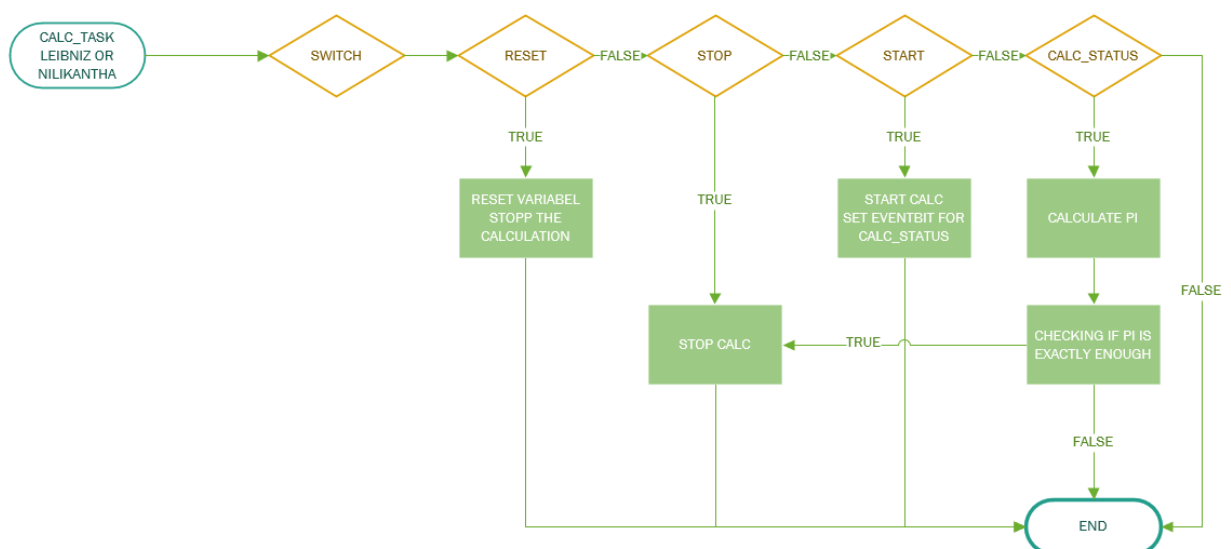 CALC_TASK
LEIBNIZ OR
NILIKANTHA
SWITCH
RESET
FALSE
STOP
FALSE
START
FALSE
CALC_STATUS
TRUE
TRUE
TRUE
TRUE
RESET VARIABEL
STOPP THE
CALCULATION
START CALC
SET EVENTBIT FOR
CALC_STATUS
CALCULATE PI
FALSE
STOP CALC
TRUE
CHECKING IF PI IS
EXACTLY ENOUGH
FALSE
END